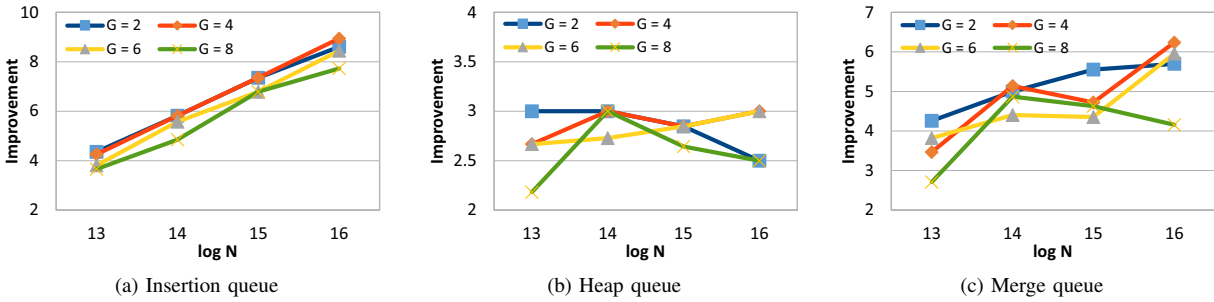 10
8
6
4
2
13 14 15 16
Improvement
log N
G = 2 G = 4
G = 6 G = 8
(a) Insertion queue
4
3.5
3
2.5
2
13 14 15 16
Improvement
log N
G = 2 G = 4
G = 6 G = 8
(b) Heap queue
7
6
5
4
3
2
13 14 15 16
Improvement
log N
G = 2 G = 4
G = 6 G = 8
(c) Merge queue